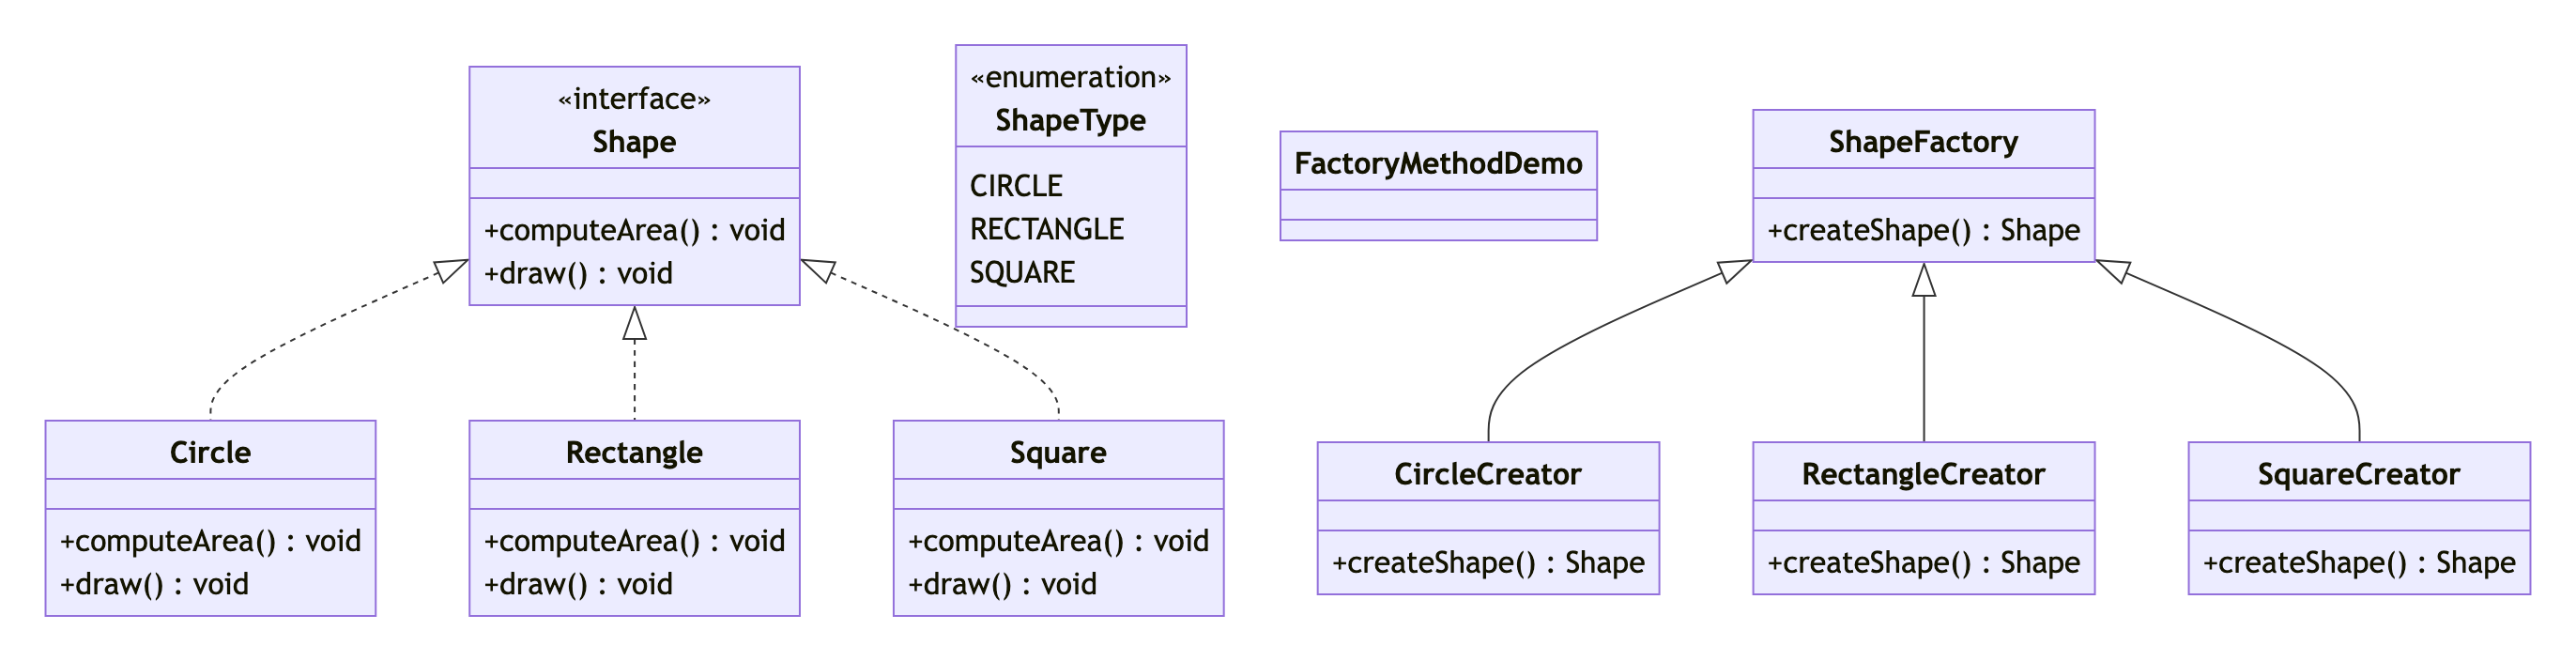 «interface»
Shape
+computeArea() : void
+draw() : void
«enumeration»
ShapeType
CIRCLE
RECTANGLE
SQUARE
FactoryMethodDemo
ShapeFactory
+createShape() : Shape
Circle
+computeArea() : void
+draw() : void
Rectangle
+computeArea() : void
+draw() : void
Square
+computeArea() : void
+draw() : void
CircleCreator
+createShape() : Shape
RectangleCreator
+createShape() : Shape
SquareCreator
+createShape() : Shape